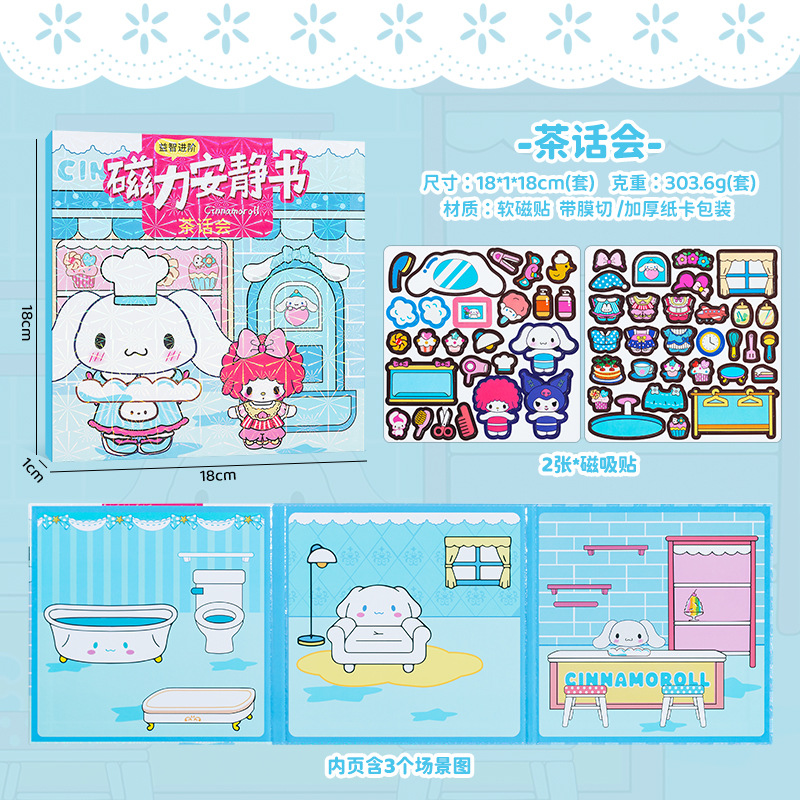 益智进阶
CINN
磁力安静书
Cinnamoroll
茶话会
18cm
1cm
18cm
-茶话会-
尺寸：18*1*18cm(套) 克重：303.6g(套)
材质：软磁贴 带膜切/加厚纸卡包装
2张*磁吸贴
CINNAMOROLL
内页含3个场景图